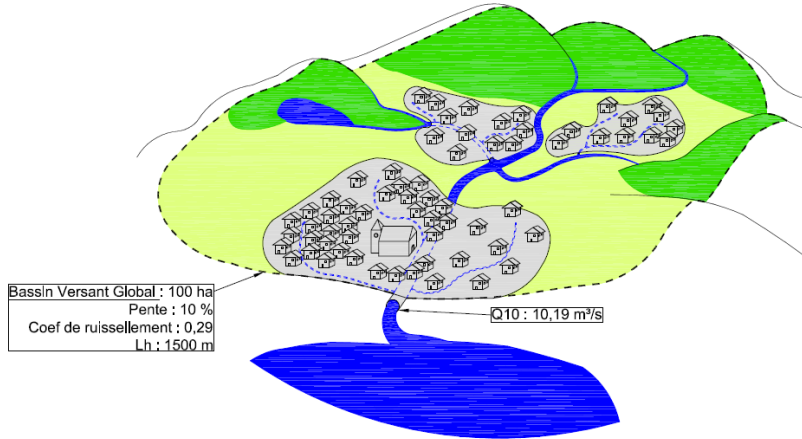 Bassin Versant Global : 100 ha
Pente : 10 %
Coef de ruissellement : 0,29
Lh : 1500 m
Q10 : 10,19 m³/s